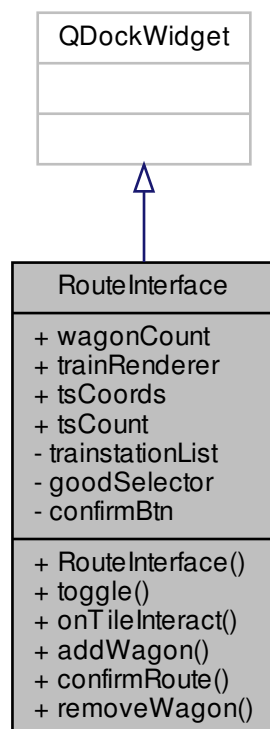 QDockWidget
RouteInterface
+ wagonCount
+ trainRenderer
+ tsCoords
+ tsCount
- trainstationList
- goodSelector
- confirmBtn
+ RouteInterface()
+ toggle()
+ onTileInteract()
+ addWagon()
+ confirmRoute()
+ removeWagon()